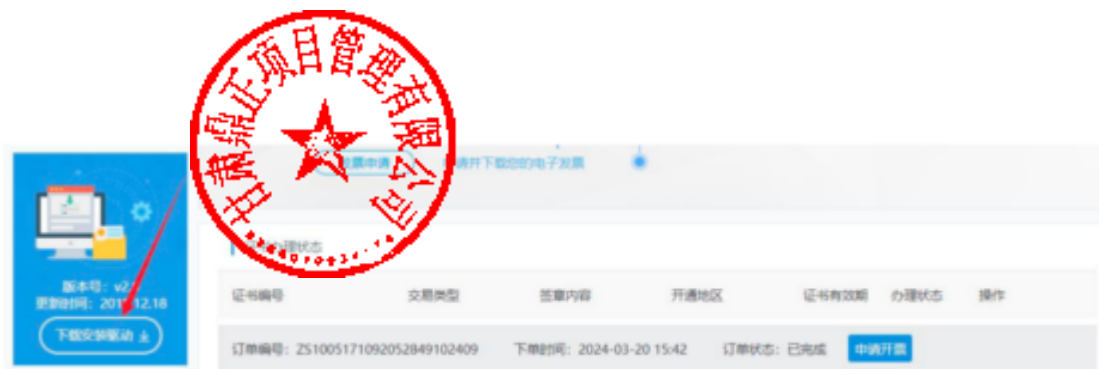 甘肃鼎正项目管理有限公司
票申请
并下载您的电子发票
办理状态
版本号：v2.
更新时间：201 12.18
下载安装驱动
证书编号 交易类型 签章内容 开通地区 证书有效期 办理状态 操作
订单编号：ZS1005171092052849102409 下单时间：2024-03-20 15:42 订单状态：已完成 申请开票